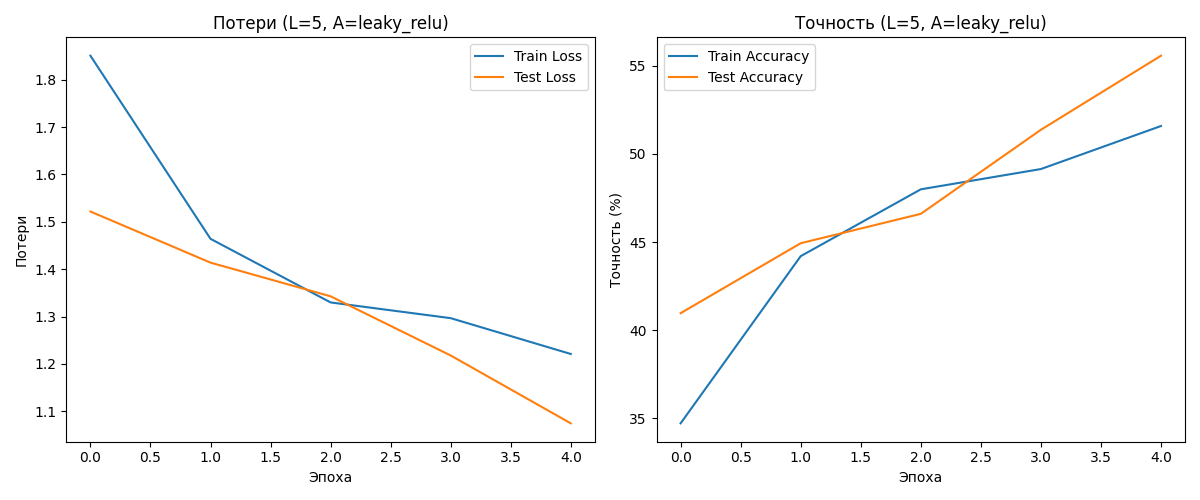 Потери (L=5, A=leaky_relu)
Train Loss
Test Loss
Потери
1.8
1.7
1.6
1.5
1.4
1.3
1.2
1.1
0.0 0.5 1.0 1.5 2.0 2.5 3.0 3.5 4.0
Эпоха
Точность (L=5, A=leaky_relu)
Train Accuracy
Test Accuracy
Точность (%)
55
50
45
40
35
0.0 0.5 1.0 1.5 2.0 2.5 3.0 3.5 4.0
Эпоха